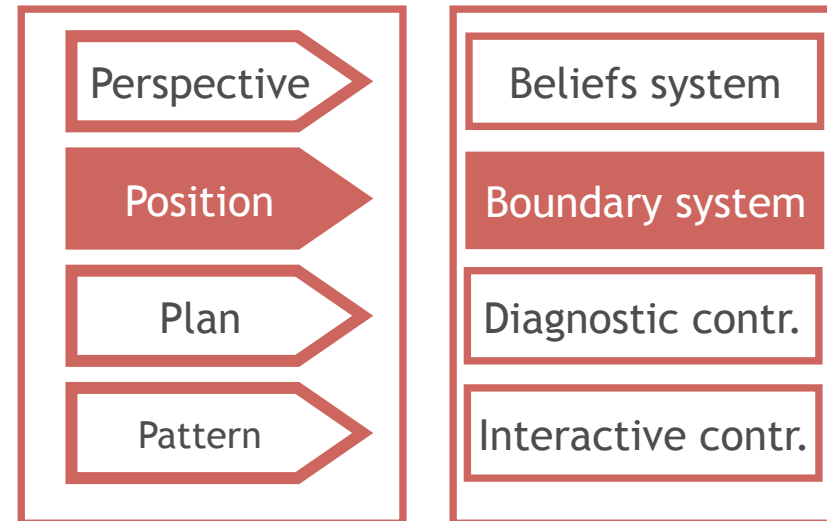 Perspective
Beliefs system
Position
Boundary system
Plan
Diagnostic contr.
Pattern
Interactive contr.